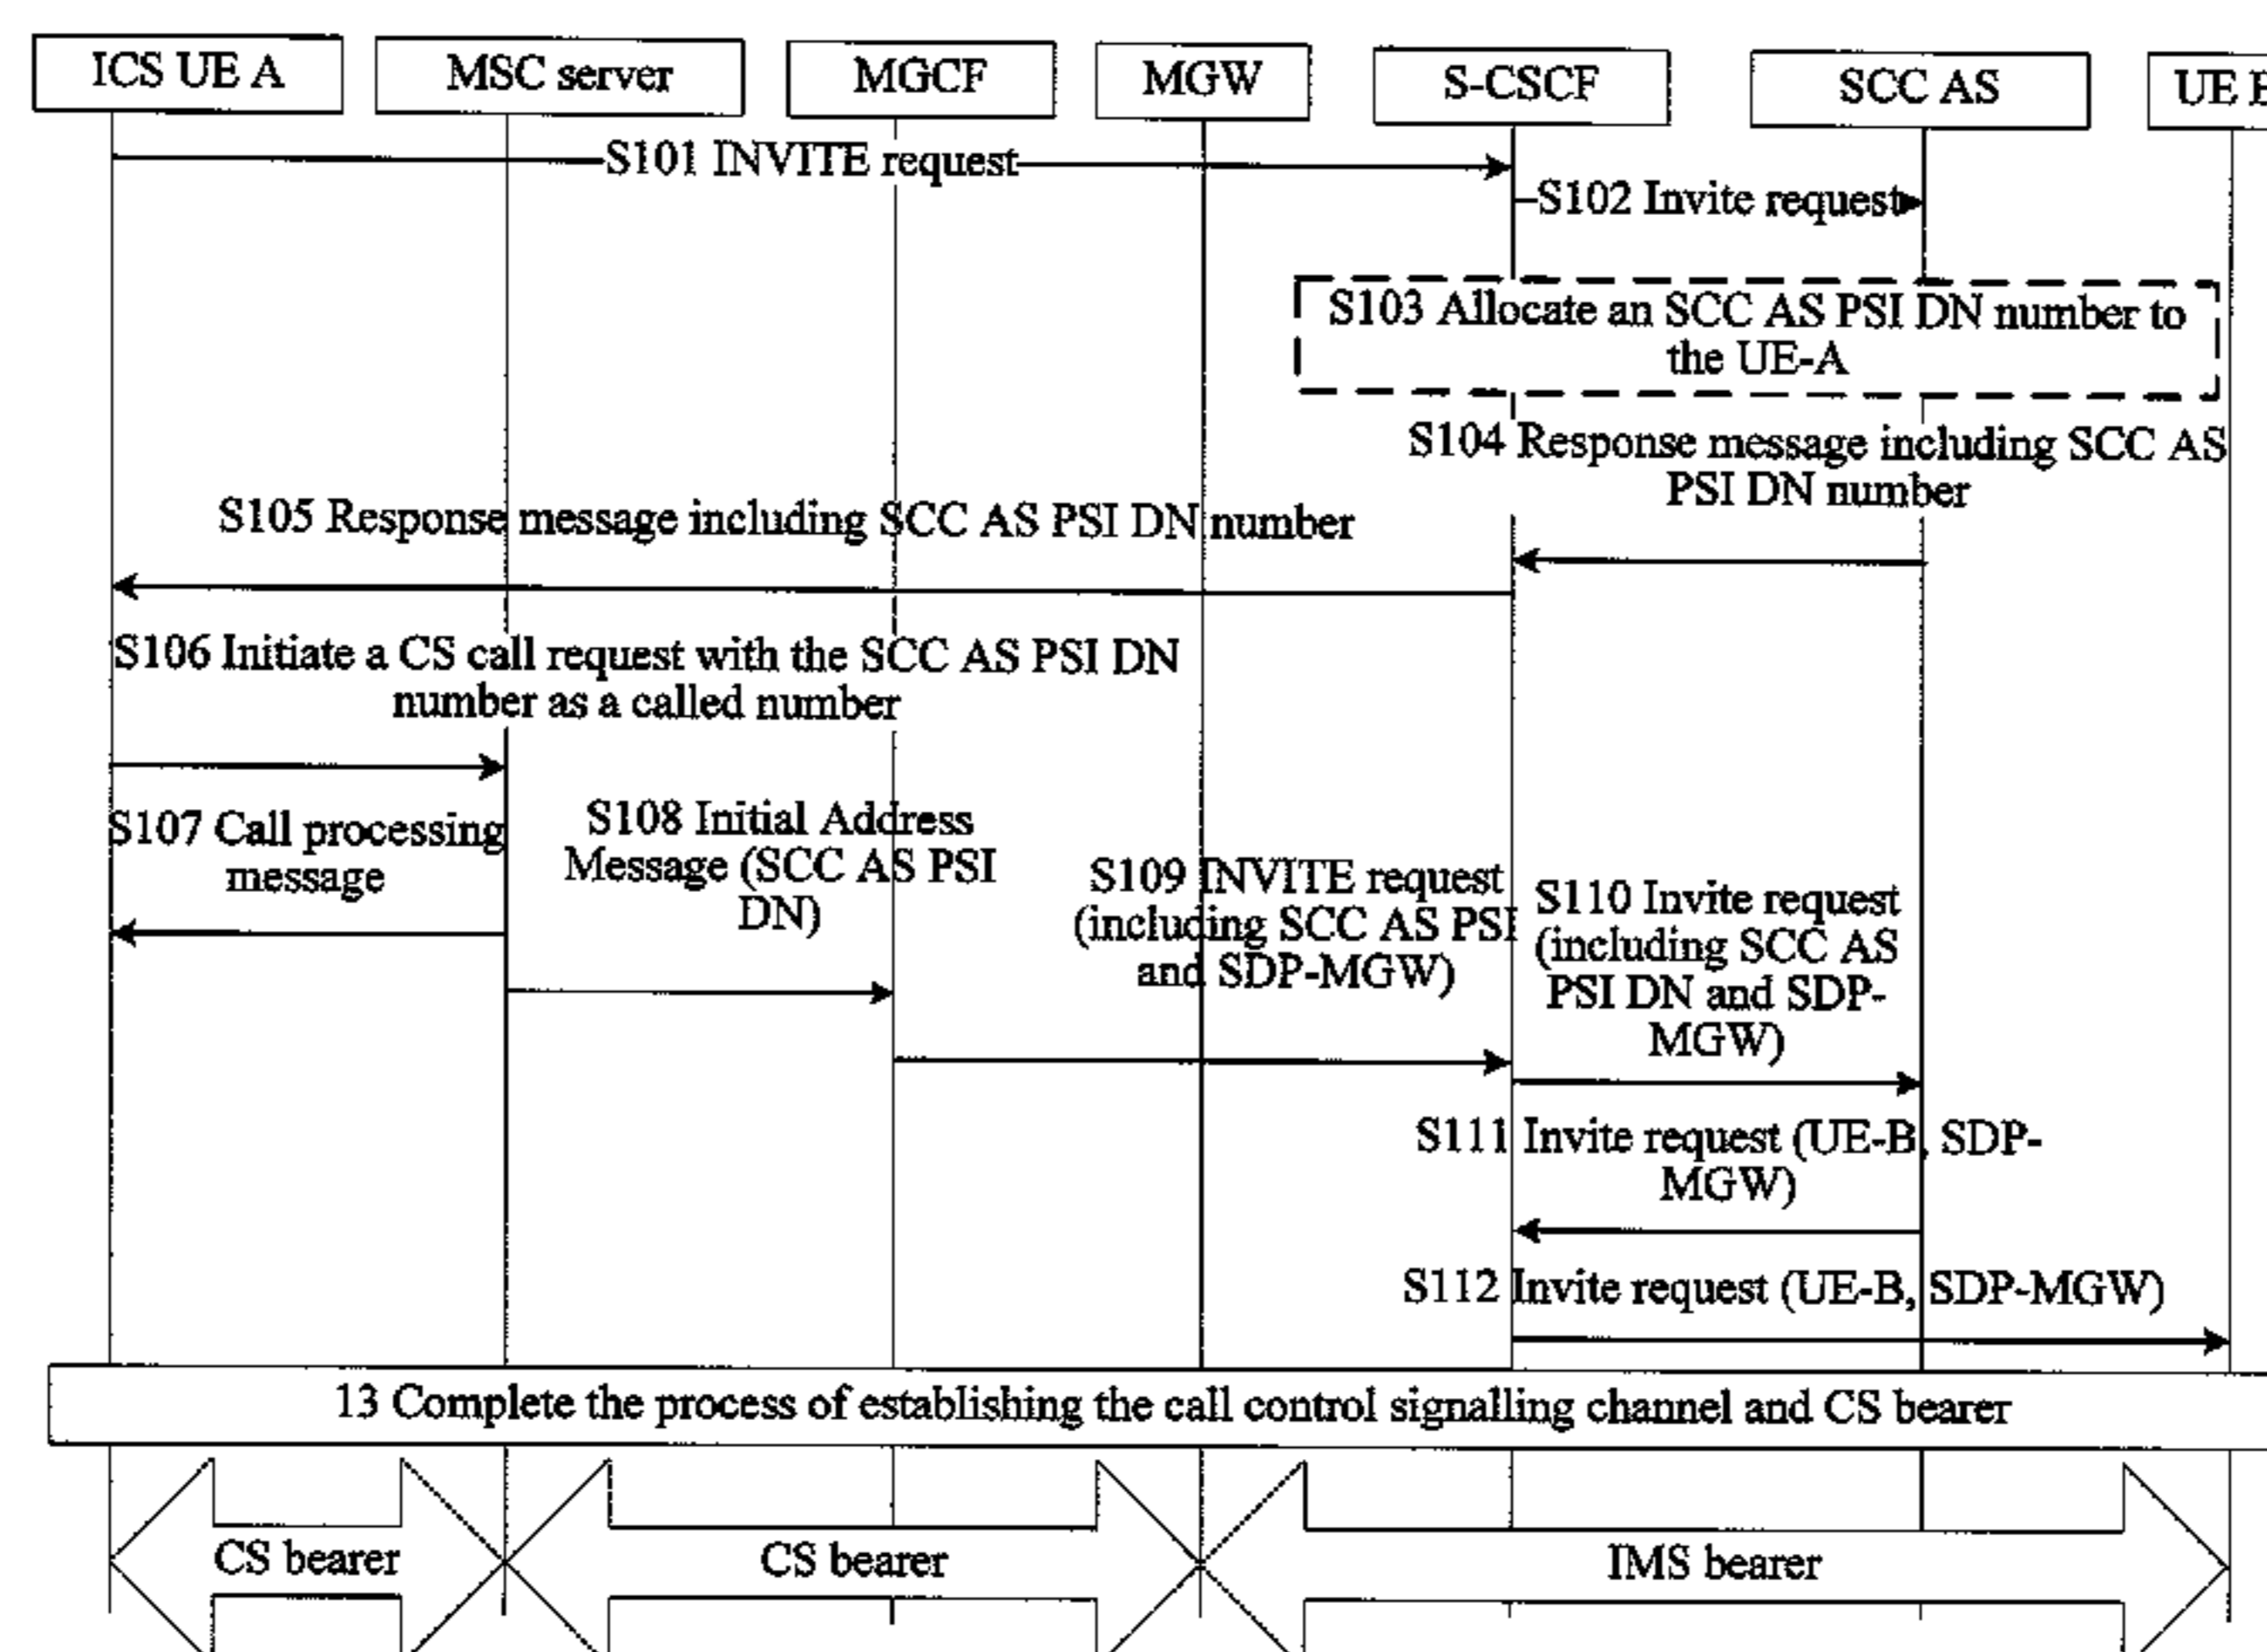 ICS UE A
MSC server
MGCF
MGW
S-CSCF
SCC AS
UE
S101 INVITE request
S102 Invite request
S103 Allocate an SCC AS PSI DN number to
the UE-A
S104 Response message including SCC AS
PSI DN number
S105 Response message including SCC AS PSI DN number
S106 Initiate a CS call request with the SCC AS PSI DN
number as a called number
S107 Call processing
message
S108 Initial Address
Message (SCC AS PSI
DN)
S109 INVITE request
(including SCC AS PSI
and SDP-MGW)
S110 Invite request
(including SCC AS
PSI DN and SDP-
MGW)
S111 Invite request (UE-B, SDP-
MGW)
S112 Invite request (UE-B, SDP-MGW)
13 Complete the process of establishing the call control signalling channel and CS bearer
CS bearer
CS bearer
IMS bearer